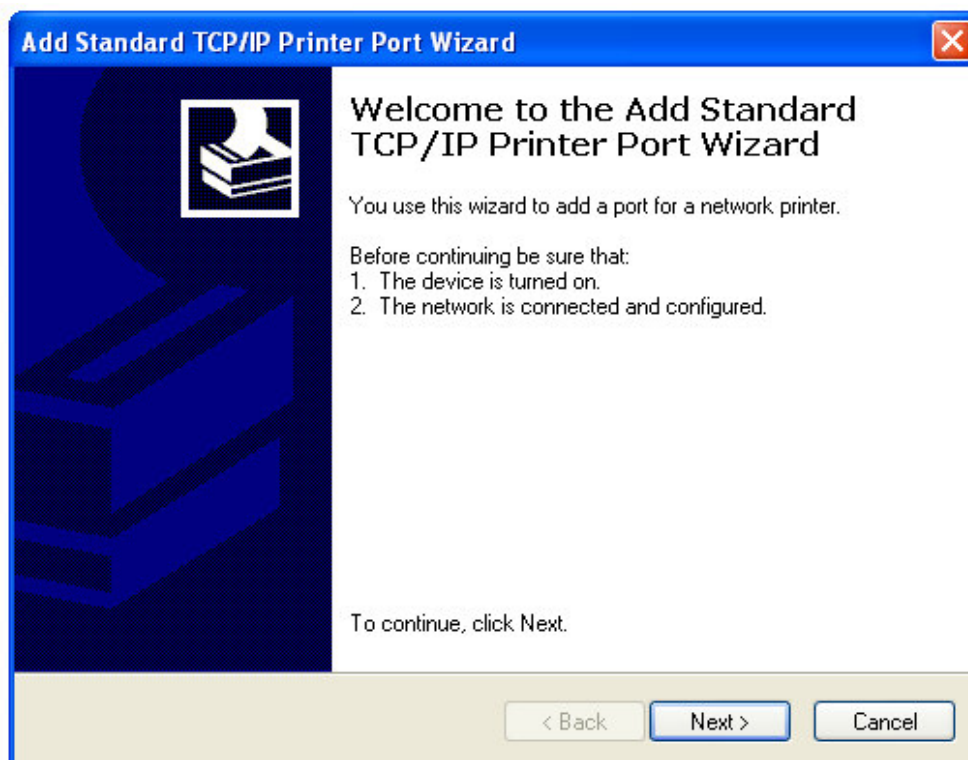 Add Standard TCP/IP Printer Port Wizard
Welcome to the Add Standard
TCP/IP Printer Port Wizard
You use this wizard to add a port for a network printer.
Before continuing be sure that:
1. The device is turned on.
2. The network is connected and configured.
To continue, click Next.
< Back Next > Cancel